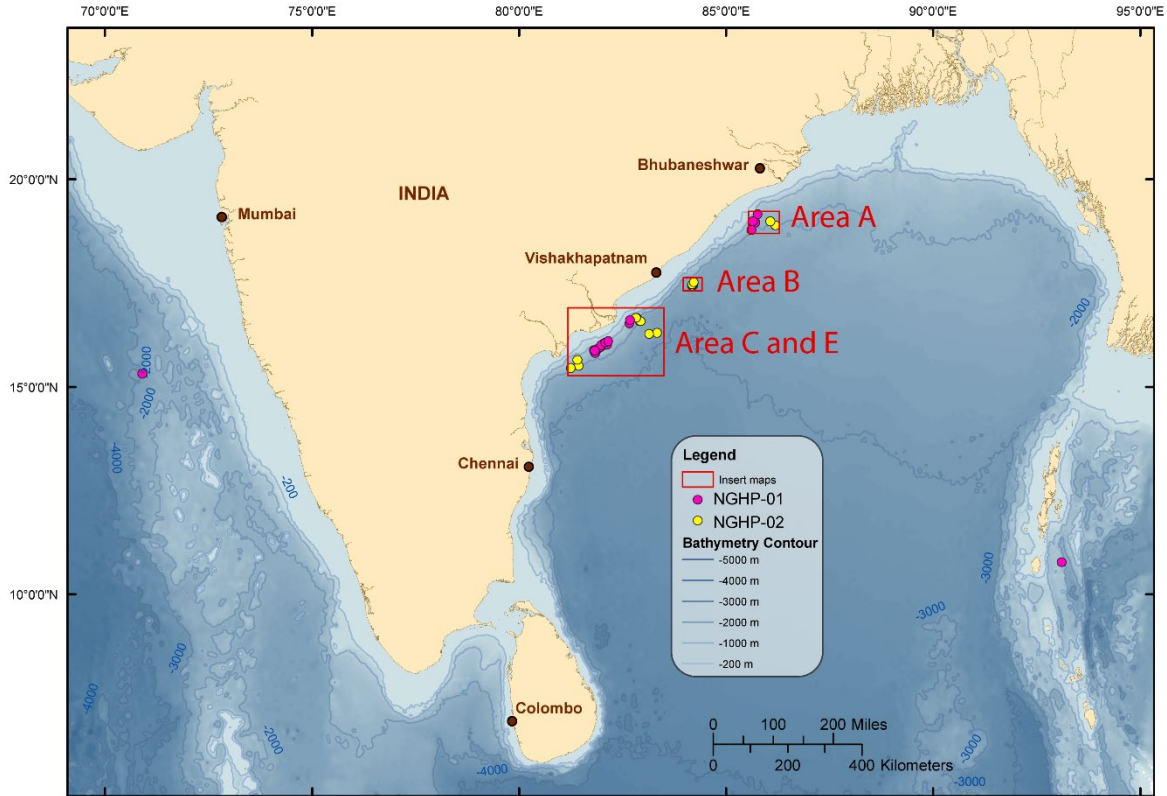 70°0'0"E
75°0'0"E
80°0'0"E
85°0'0"E
90°0'0"E
95°0'0"E
20°0'0"N
15°0'0"N
10°0'0"N
Bhubaneshwar
INDIA
Mumbai
Area A
Vishakhapatnam
Area B
Area C and E
-2000
-2000
-2000
-4000
-200
Chennai
Legend
Insert maps
NGHP-01
NGHP-02
Bathymetry Contour
-5000 m
-4000 m
-3000 m
-2000 m
-1000 m
-200 m
-3000
-3000
-3000
-4000
-2000
Colombo
-4000
-3000
-3000
0 100 200 Miles
0 200 400 Kilometers